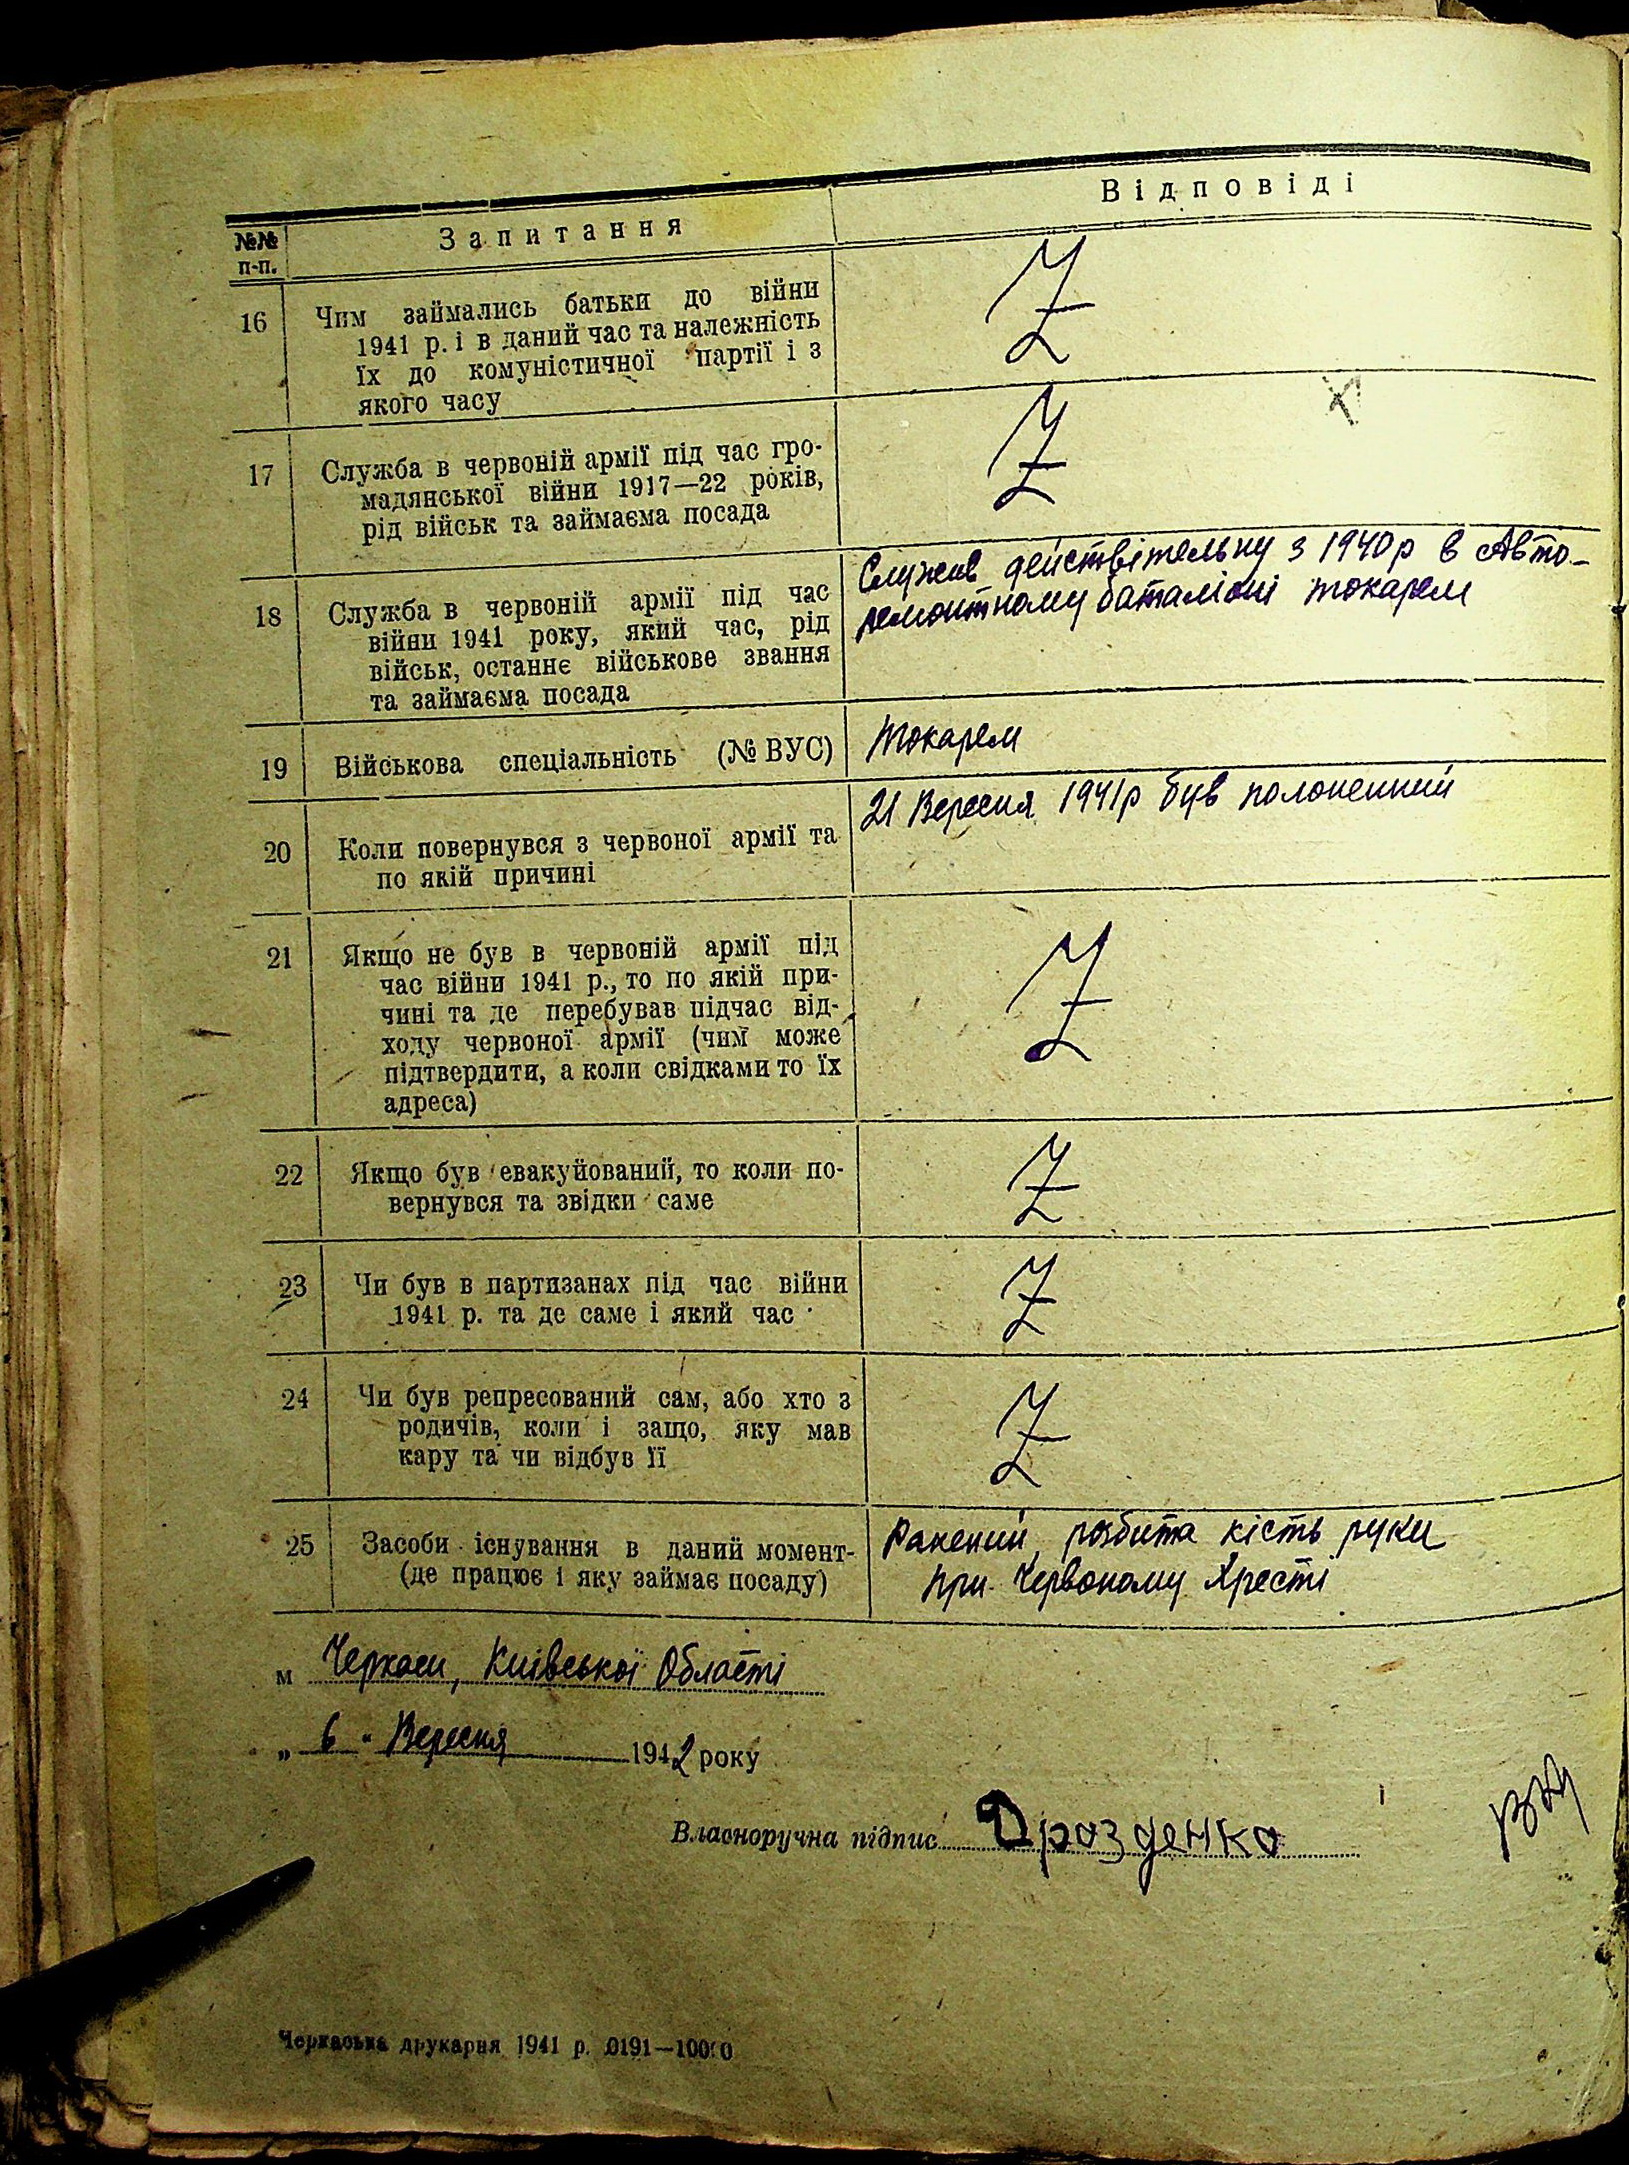 №№ п-п.
Запитання
Відповіді
16
Чим займались батьки до війни
1941 р. і в даний час та належність
їх до комуністичної партії і з
якого часу
Z
17
Служба в червоній армії під час гро-
мадянської війни 1917—22 років,
рід військ та займаєма посада
Z
18
Служба в червоній армії під час
війни 1941 року, який час, рід
військ, останнє військове звання
та займаєма посада
Служив действітельну з 1940р в Авто-
ремонтному баталіоні токарем
19
Військова спеціальність (№ ВУС)
Токарем
20
Коли повернувся з червоної армії та
по якій причині
21 Вересня 1941р був полоненний
21
Якщо не був в червоній армії під
час війни 1941 р., то по якій при-
чині та де перебував підчас від-
ходу червоної армії (чим може
підтвердити, а коли свідками то їх
адреса)
Z
22
Якщо був евакуйований, то коли по-
вернувся та звідки саме
Z
23
Чи був в партизанах під час війни
1941 р. та де саме і який час
Z
24
Чи був репресований сам, або хто з
родичів, коли і защо, яку мав
кару та чи відбув її
Z
25
Засоби існування в даний момент-
(де працює і яку займає посаду)
Ранений, розбита кість руки
при Червоному Хресті
м Черкаси, Київської Області
„ 6 " Вересня 1942 року
Власноручна підпис Дрозденко
Черкаська друкарня 1941 р. 0191—10000